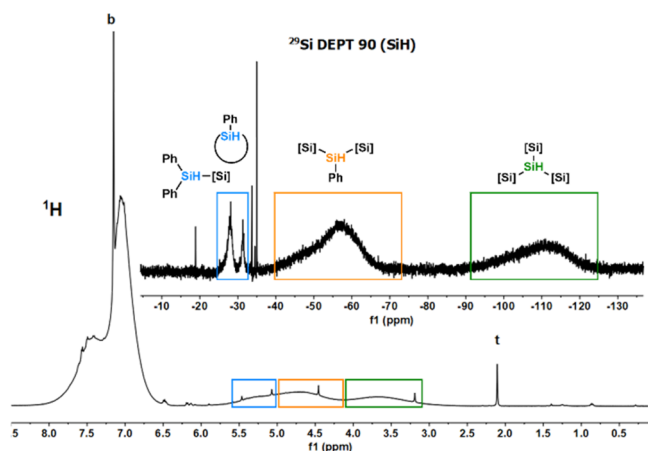 b
²⁹Si DEPT 90 (SiH)
Ph
SiH
Ph
SiH—[Si]
Ph
[Si] [Si]
SiH
Ph
[Si]
SiH
[Si] [Si]
¹H
-10 -20 -30 -40 -50 -60 -70 -80 -90 -100 -110 -120 -130
f1 (ppm)
t
5 8.0 7.5 7.0 6.5 6.0 5.5 5.0 4.5 4.0 3.5 3.0 2.5 2.0 1.5 1.0 0.5
f1 (ppm)